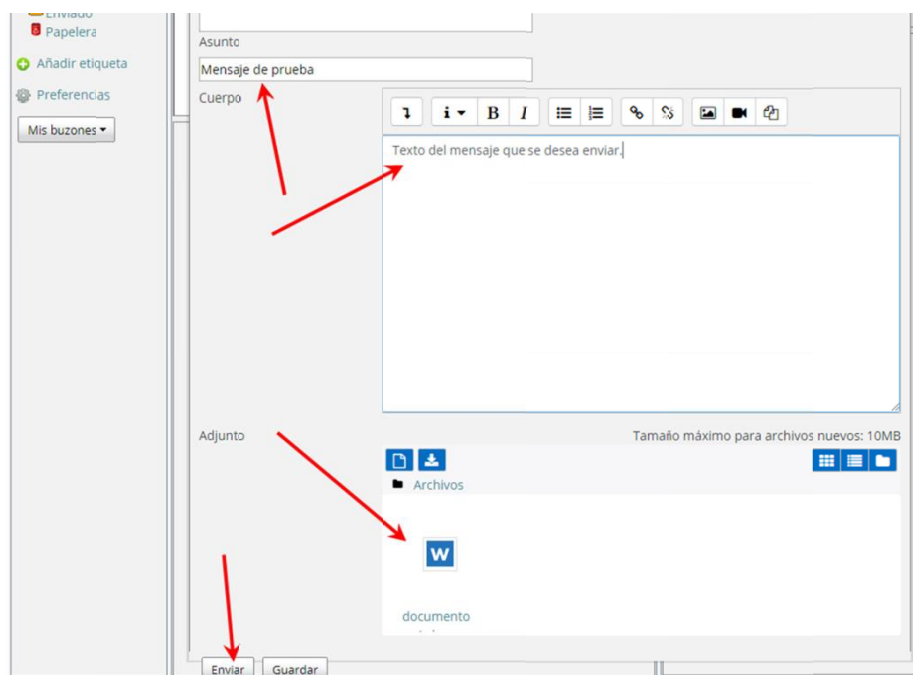 Enviado
Papelera
Añadir etiqueta
Preferencias
Mis buzones
Asunto
Mensaje de prueba
Cuerpo
i B I
Texto del mensaje que se desea enviar.
Adjunto
Tamaño máximo para archivos nuevos: 10MB
Archivos
W
documento
Enviar Guardar